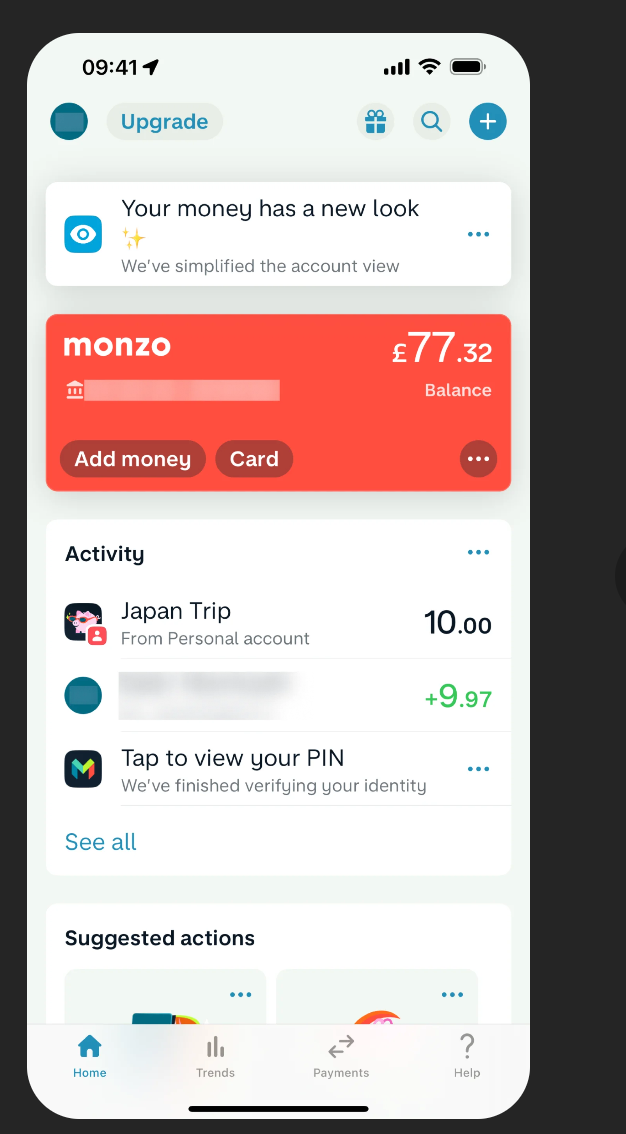 09:41
Upgrade
Your money has a new look
✨
We've simplified the account view
monzo
£77.32
Balance
Add money
Card
Activity
Japan Trip
From Personal account
10.00
+9.97
Tap to view your PIN
We've finished verifying your identity
See all
Suggested actions
Home
Trends
Payments
Help